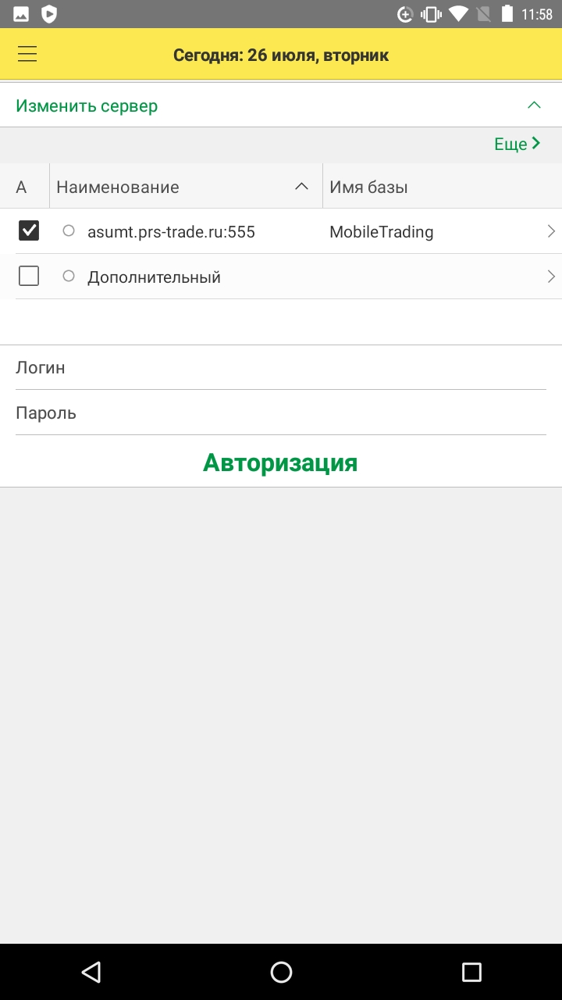 11:58
Сегодня: 26 июля, вторник
Изменить сервер
Еще
А Наименование Имя базы
asumt.prs-trade.ru:555 MobileTrading
Дополнительный
Логин
Пароль
Авторизация